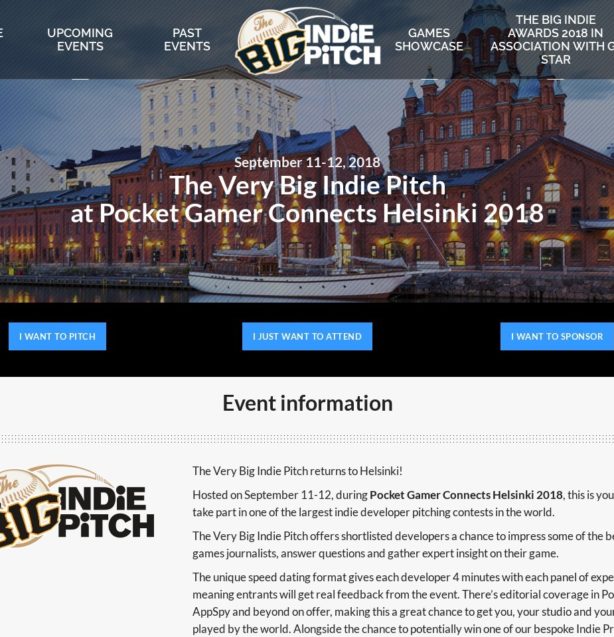 UPCOMING
EVENTS
PAST
EVENTS
The
BIG INDIE
PITCH
GAMES
SHOWCASE
THE BIG INDIE
AWARDS 2018 IN
ASSOCIATION WITH G
STAR
September 11-12, 2018
The Very Big Indie Pitch
at Pocket Gamer Connects Helsinki 2018
I WANT TO PITCH
I JUST WANT TO ATTEND
I WANT TO SPONSOR
Event information
The
BIG INDIE
PITCH
The Very Big Indie Pitch returns to Helsinki!
Hosted on September 11-12, during Pocket Gamer Connects Helsinki 2018, this is you
take part in one of the largest indie developer pitching contests in the world.
The Very Big Indie Pitch offers shortlisted developers a chance to impress some of the be
games journalists, answer questions and gather expert insight on their game.
The unique speed dating format gives each developer 4 minutes with each panel of expe
meaning entrants will get real feedback from the event. There's editorial coverage in Po
AppSpy and beyond on offer, making this a great chance to get you, your studio and your
played by the world. Alongside the chance to potentially win one of our bespoke Indie Pr